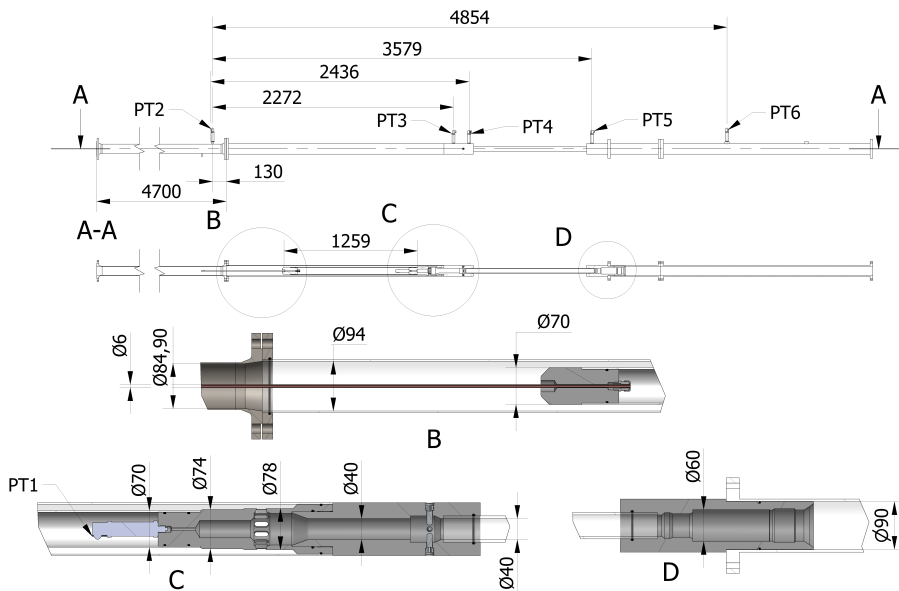 4854
3579
2436
2272
A
A
PT2
PT3
PT4
PT5
PT6
130
4700
B
C
D
A-A
1259
Ø6
Ø84,90
Ø94
Ø70
B
PT1
Ø70
Ø74
Ø78
Ø40
Ø40
C
Ø60
Ø90
D